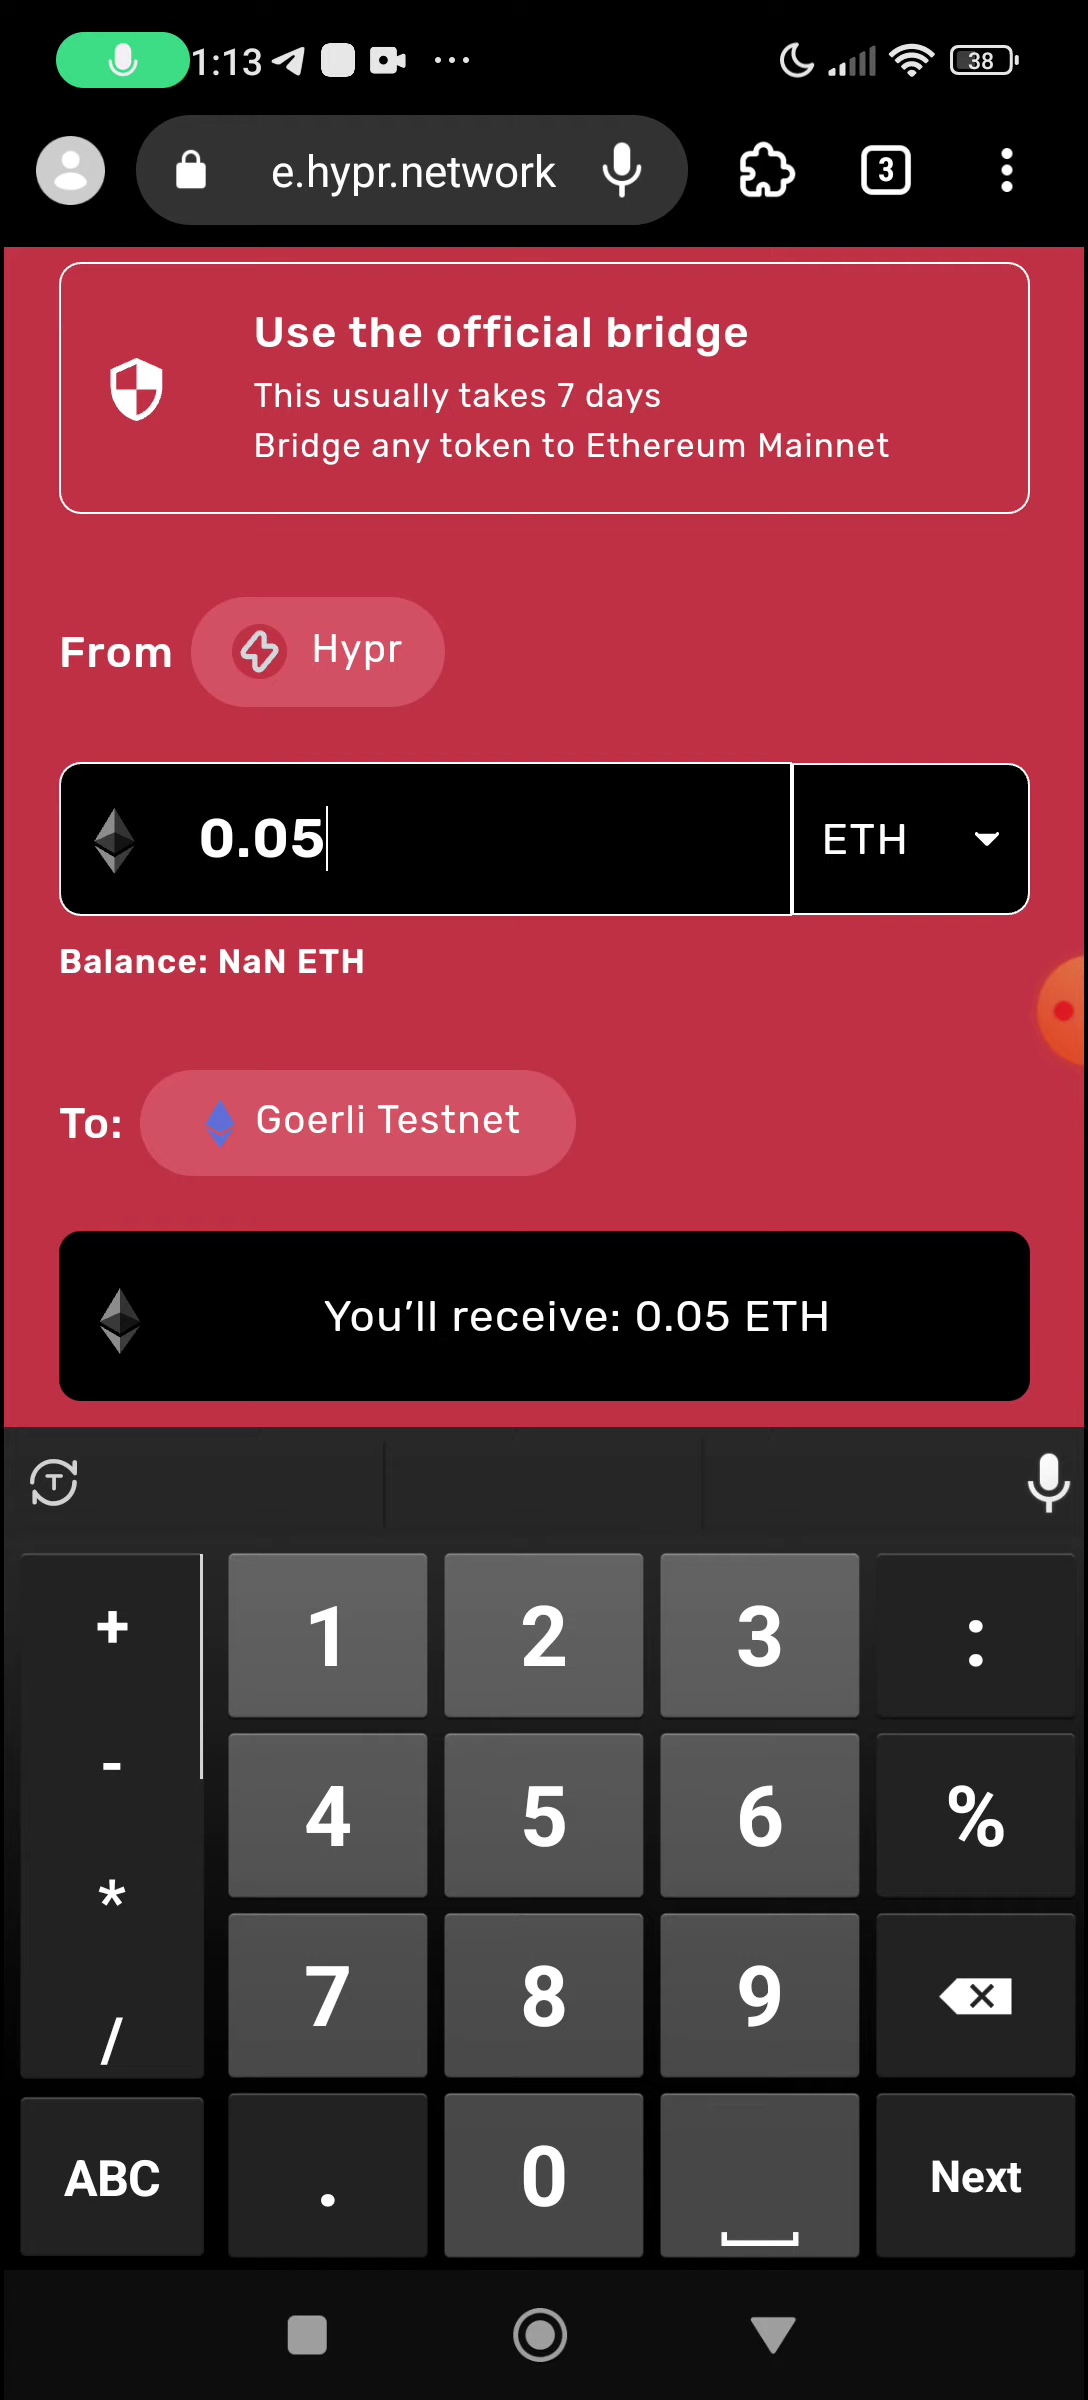 1:13 ... 38
e.hypr.network 3
Use the official bridge
This usually takes 7 days
Bridge any token to Ethereum Mainnet
From Hypr
0.05 ETH
Balance: NaN ETH
To: Goerli Testnet
You'll receive: 0.05 ETH
T
+ 1 2 3 :
- 4 5 6 %
* 7 8 9
/
ABC . 0 Next